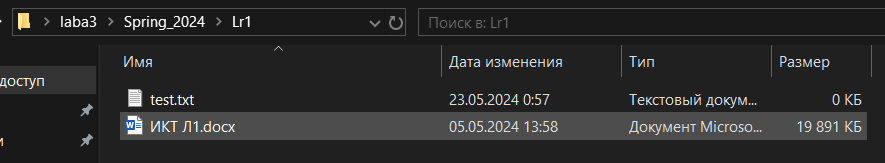 laba3 > Spring_2024 > Lr1 Поиск в: Lr1
Имя Дата изменения Тип Размер
доступ
test.txt 23.05.2024 0:57 Текстовый докум... 0 КБ
ИКТ Л1.docx 05.05.2024 13:58 Документ Microso... 19 891 КБ